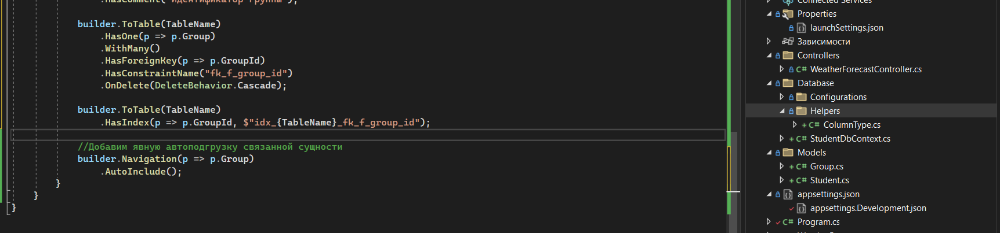 .HasComment("Идентификатор группы");
builder.ToTable(TableName)
.HasOne(p => p.Group)
.WithMany()
.HasForeignKey(p => p.GroupId)
.HasConstraintName("fk_f_group_id")
.OnDelete(DeleteBehavior.Cascade);
builder.ToTable(TableName)
.HasIndex(p => p.GroupId, $"idx_{TableName}_fk_f_group_id");
//Добавим явную автоподгрузку связанной сущности
builder.Navigation(p => p.Group)
.AutoInclude();
}
}
}
Connected Services
Properties
launchSettings.json
Зависимости
Controllers
C# WeatherForecastController.cs
Database
Configurations
Helpers
+ C# ColumnType.cs
+ C# StudentDbContext.cs
Models
+ C# Group.cs
+ C# Student.cs
appsettings.json
appsettings.Development.json
C# Program.cs